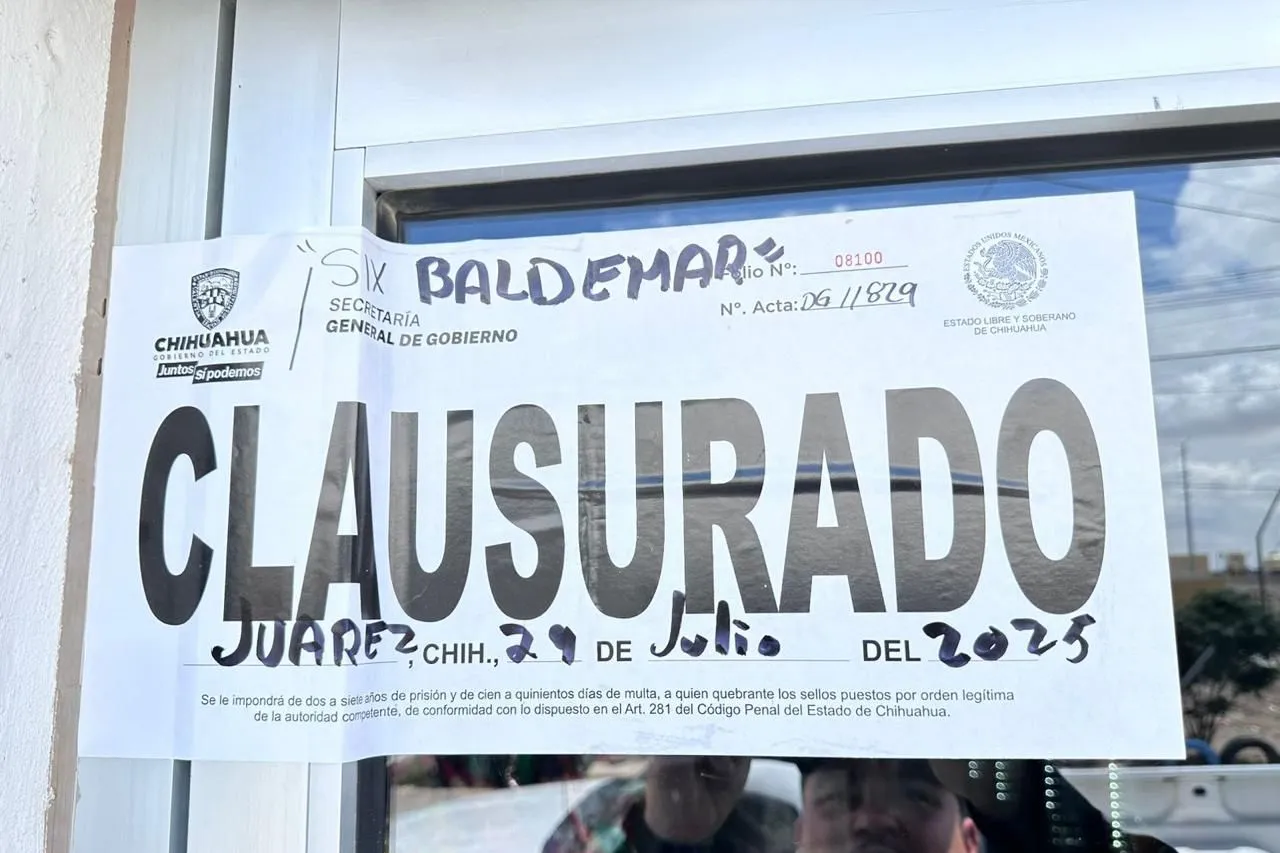 "SIX BALDEMAR"
Folio Nº: 08100
Nº. Acta: DG 11829
SECRETARÍA
GENERAL DE GOBIERNO
CHIHUAHUA
GOBIERNO DEL ESTADO
Juntos Sí podemos
ESTADOS UNIDOS MEXICANOS
ESTADO LIBRE Y SOBERANO
DE CHIHUAHUA
CLAUSURADO
JUAREZ, CHIH., 29 DE Julio DEL 2025
Se le impondrá de dos a siete años de prisión y de cien a quinientos días de multa, a quien quebrante los sellos puestos por orden legítima
de la autoridad competente, de conformidad con lo dispuesto en el Art. 281 del Código Penal del Estado de Chihuahua.